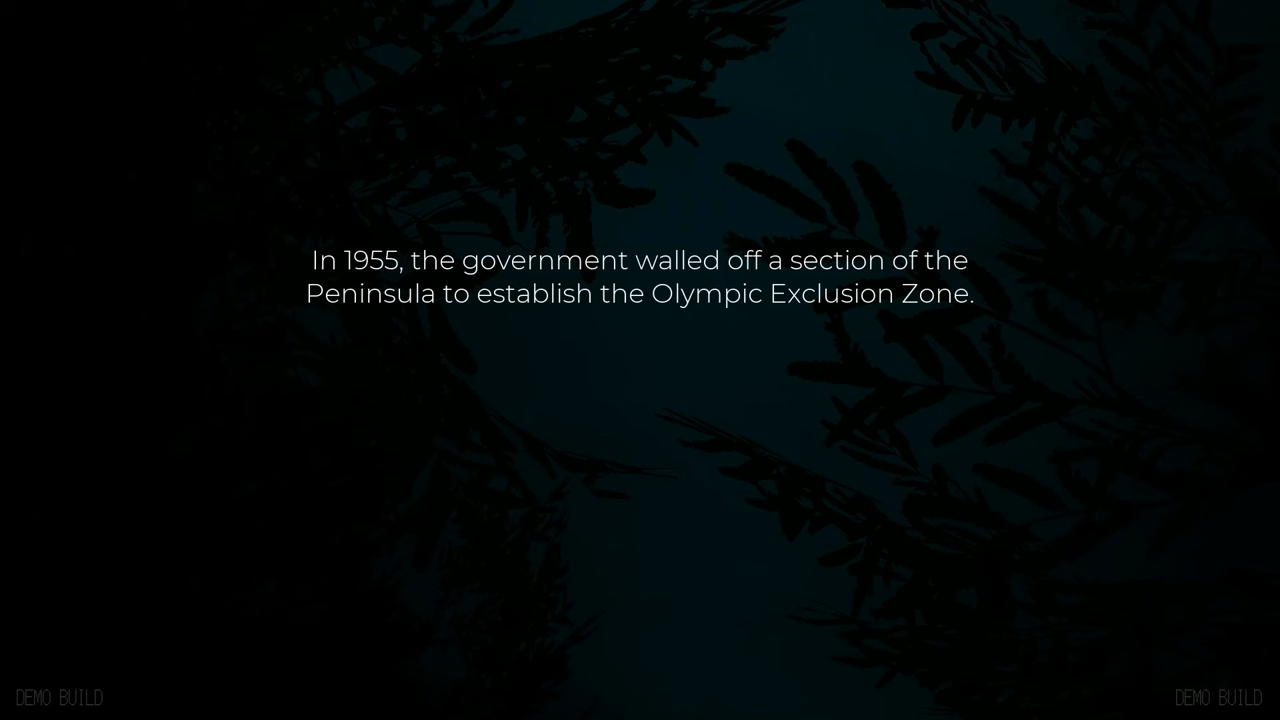 In 1955, the government walled off a section of the
Peninsula to establish the Olympic Exclusion Zone.
DEMO BUILD
DEMO BUILD